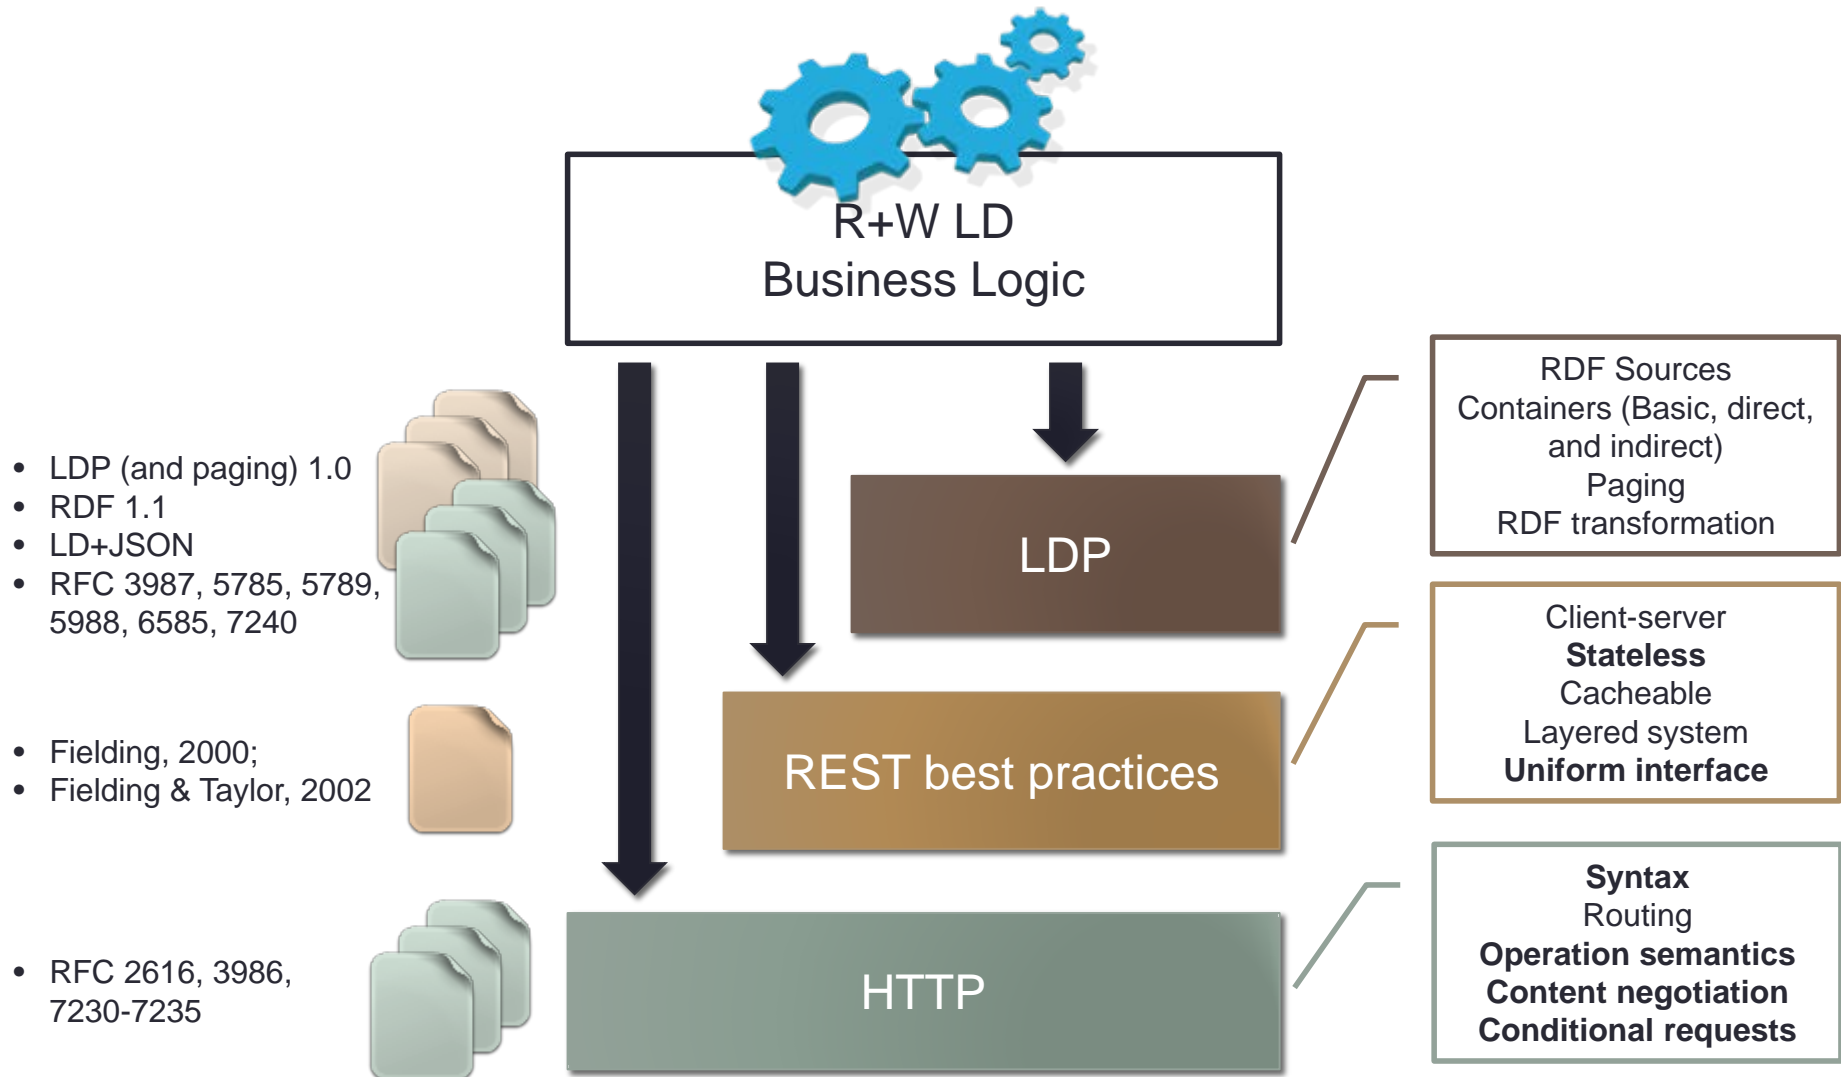 R+W LD
Business Logic
• LDP (and paging) 1.0
• RDF 1.1
• LD+JSON
• RFC 3987, 5785, 5789,
5988, 6585, 7240
LDP
RDF Sources
Containers (Basic, direct,
and indirect)
Paging
RDF transformation
• Fielding, 2000;
• Fielding & Taylor, 2002
REST best practices
Client-server
Stateless
Cacheable
Layered system
Uniform interface
• RFC 2616, 3986,
7230-7235
HTTP
Syntax
Routing
Operation semantics
Content negotiation
Conditional requests